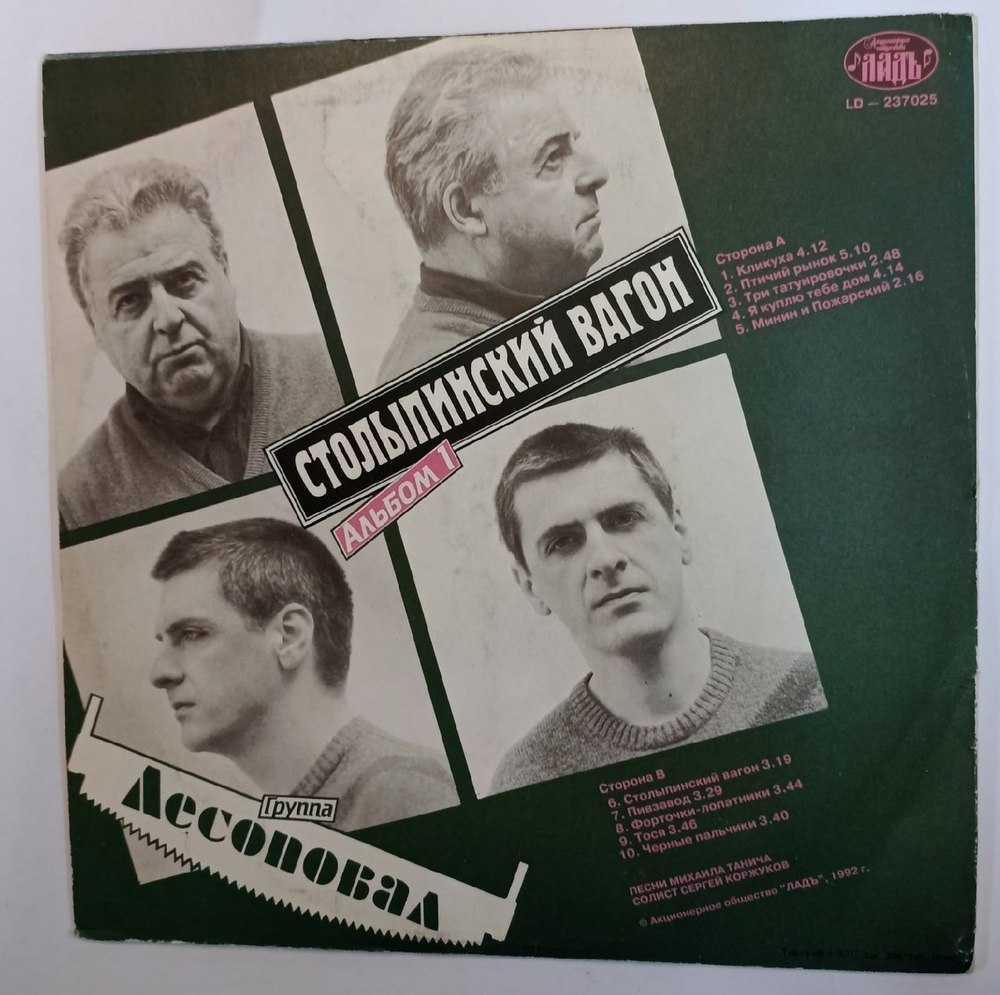 Акционерное
общество
ЛАДЪ
LD — 237025
Сторона А
1. Кликуха 4.12
2. Птичий рынок 5.10
3. Три татуировочки 2.48
4. Я куплю тебе дом 4.14
5. Минин и Пожарский 2.16
СТОЛЫПИНСКИЙ ВАГОН
Альбом 1
Группа
Лесоповал
Сторона В
6. Столыпинский вагон 3.19
7. Пивзавод 3.29
8. Форточки-лопатники 3.44
9. Тося 3.46
10. Черные пальчики 3.40
ПЕСНИ МИХАИЛА ТАНИЧА
СОЛИСТ СЕРГЕЙ КОРЖУКОВ
© Акционерное общество "ЛАДЪ", 1992 г.